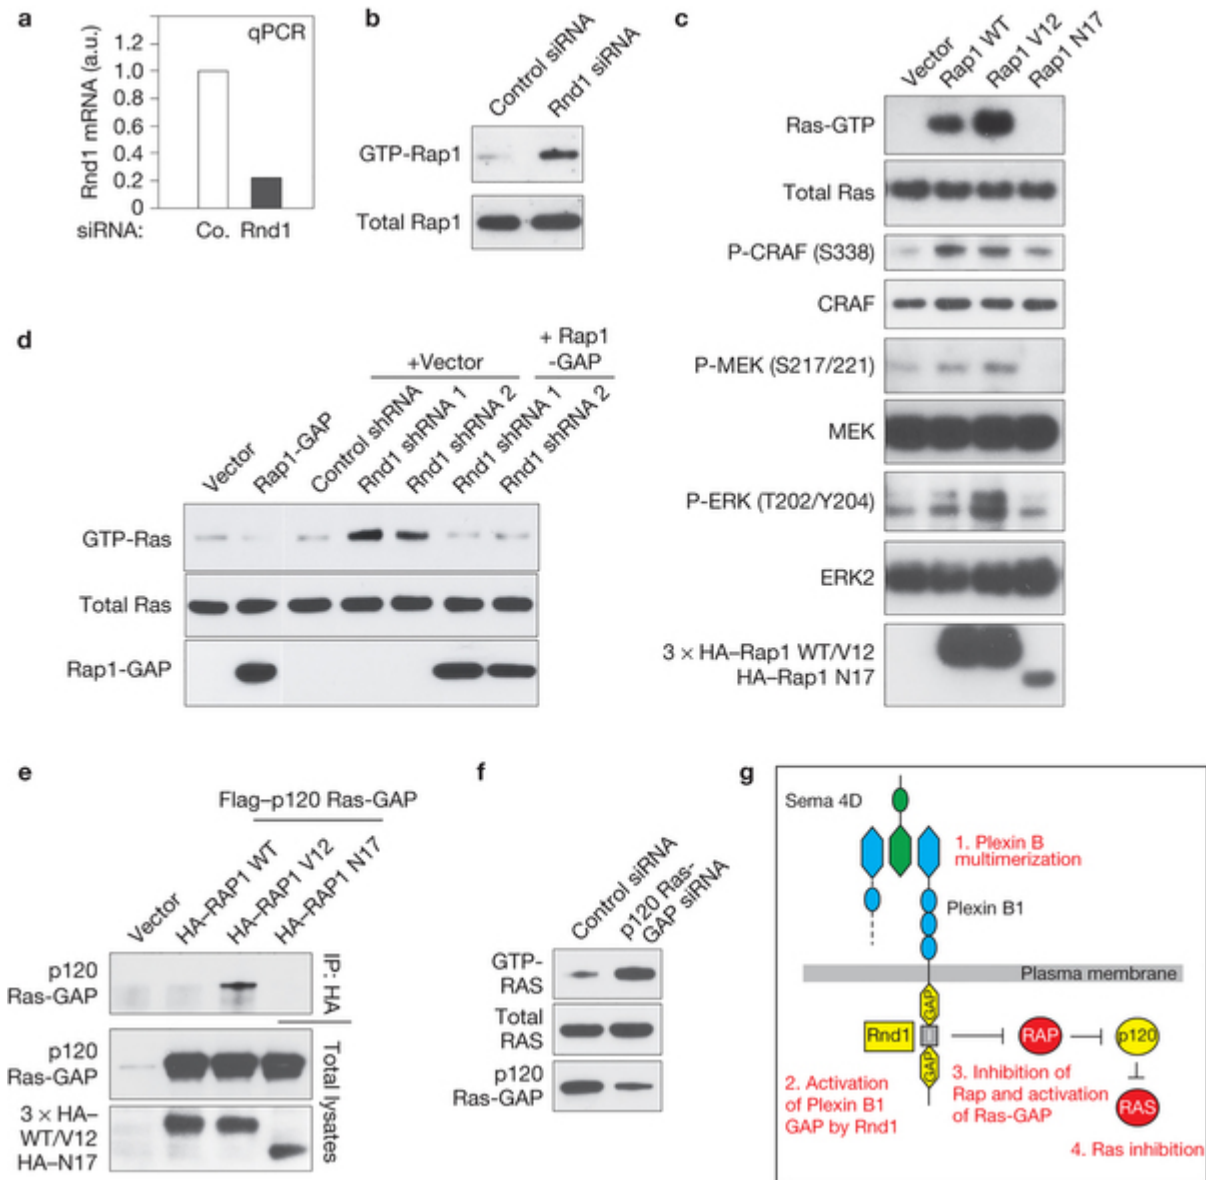 a
qPCR
Rnd1 mRNA (a.u.)
1.2
1.0
0.8
0.6
0.4
0.2
0
siRNA:
Co.
Rnd1
b
Control siRNA
Rnd1 siRNA
GTP-Rap1
Total Rap1
c
Vector
Rap1 WT
Rap1 V12
Rap1 N17
Ras-GTP
Total Ras
P-CRAF (S338)
CRAF
P-MEK (S217/221)
MEK
P-ERK (T202/Y204)
ERK2
3 × HA–Rap1 WT/V12
HA–Rap1 N17
d
+Vector
+ Rap1
-GAP
Vector
Rap1-GAP
Control shRNA
Rnd1 shRNA 1
Rnd1 shRNA 2
Rnd1 shRNA 1
Rnd1 shRNA 2
GTP-Ras
Total Ras
Rap1-GAP
e
Flag–p120 Ras-GAP
Vector
HA–RAP1 WT
HA–RAP1 V12
HA–RAP1 N17
p120
Ras-GAP
IP: HA
p120
Ras-GAP
3 × HA–
WT/V12
HA–N17
Total lysates
f
Control siRNA
p120 Ras-
GAP siRNA
GTP-
RAS
Total
RAS
p120
Ras-GAP
g
Sema 4D
1. Plexin B
multimerization
Plexin B1
Plasma membrane
GAP
Rnd1
GAP
RAP
p120
RAS
2. Activation
of Plexin B1
GAP by Rnd1
3. Inhibition of
Rap and activation
of Ras-GAP
4. Ras inhibition